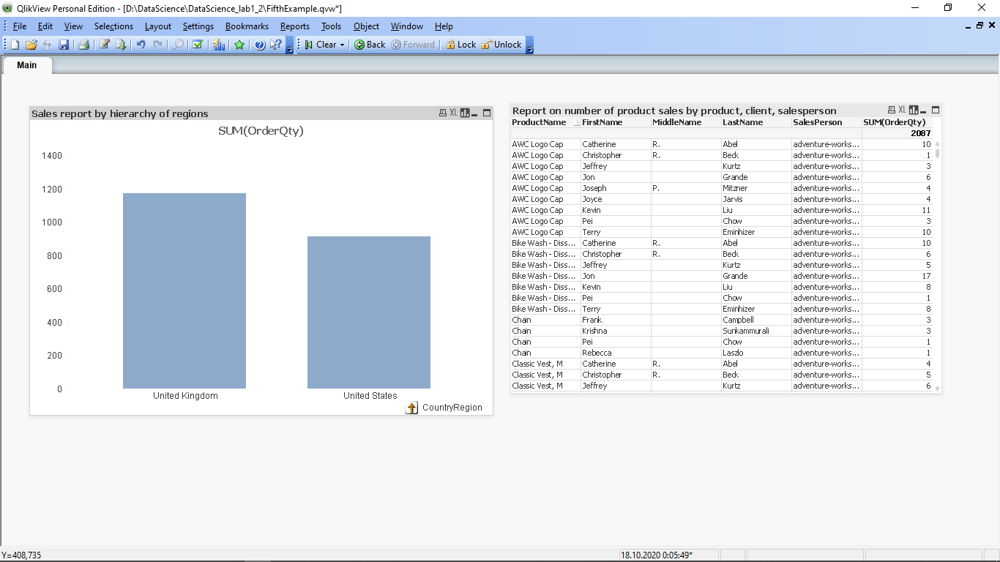 QlikView Personal Edition - [D:\DataScience\DataScience_lab1_2\FifthExample.qvw*]
File Edit View Selections Layout Settings Bookmarks Reports Tools Object Window Help
Clear Back Forward Lock Unlock
Main
Sales report by hierarchy of regions XL
SUM(OrderQty)
1400
1200
1000
800
600
400
200
0
United Kingdom United States
CountryRegion
Report on number of product sales by product, client, salesperson XL
ProductName FirstName MiddleName LastName SalesPerson SUM(OrderQty)
2087
AWC Logo Cap Catherine R. Abel adventure-works... 10
AWC Logo Cap Christopher R. Beck adventure-works... 1
AWC Logo Cap Jeffrey Kurtz adventure-works... 3
AWC Logo Cap Jon Grande adventure-works... 6
AWC Logo Cap Joseph P. Mitzner adventure-works... 4
AWC Logo Cap Joyce Jarvis adventure-works... 4
AWC Logo Cap Kevin Liu adventure-works... 11
AWC Logo Cap Pei Chow adventure-works... 3
AWC Logo Cap Terry Eminhizer adventure-works... 10
Bike Wash - Diss... Catherine R. Abel adventure-works... 10
Bike Wash - Diss... Christopher R. Beck adventure-works... 6
Bike Wash - Diss... Jeffrey Kurtz adventure-works... 5
Bike Wash - Diss... Jon Grande adventure-works... 17
Bike Wash - Diss... Kevin Liu adventure-works... 8
Bike Wash - Diss... Pei Chow adventure-works... 1
Bike Wash - Diss... Terry Eminhizer adventure-works... 8
Chain Frank Campbell adventure-works... 3
Chain Krishna Sunkammurali adventure-works... 3
Chain Pei Chow adventure-works... 1
Chain Rebecca Laszlo adventure-works... 1
Classic Vest, M Catherine R. Abel adventure-works... 4
Classic Vest, M Christopher R. Beck adventure-works... 5
Classic Vest, M Jeffrey Kurtz adventure-works... 6
Y=408,735 18.10.2020 0:05:49*